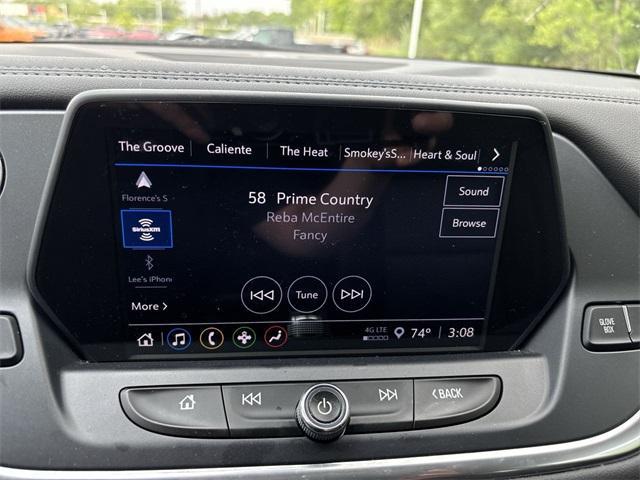 The Groove Caliente The Heat Smokey'sS... Heart & Soul
Florence's S
58 Prime Country
Sound
Reba McEntire
SiriusXM
Browse
Fancy
Lee's iPhon
Tune
More
4G LTE
74°
3:08
GLOVE BOX
BACK